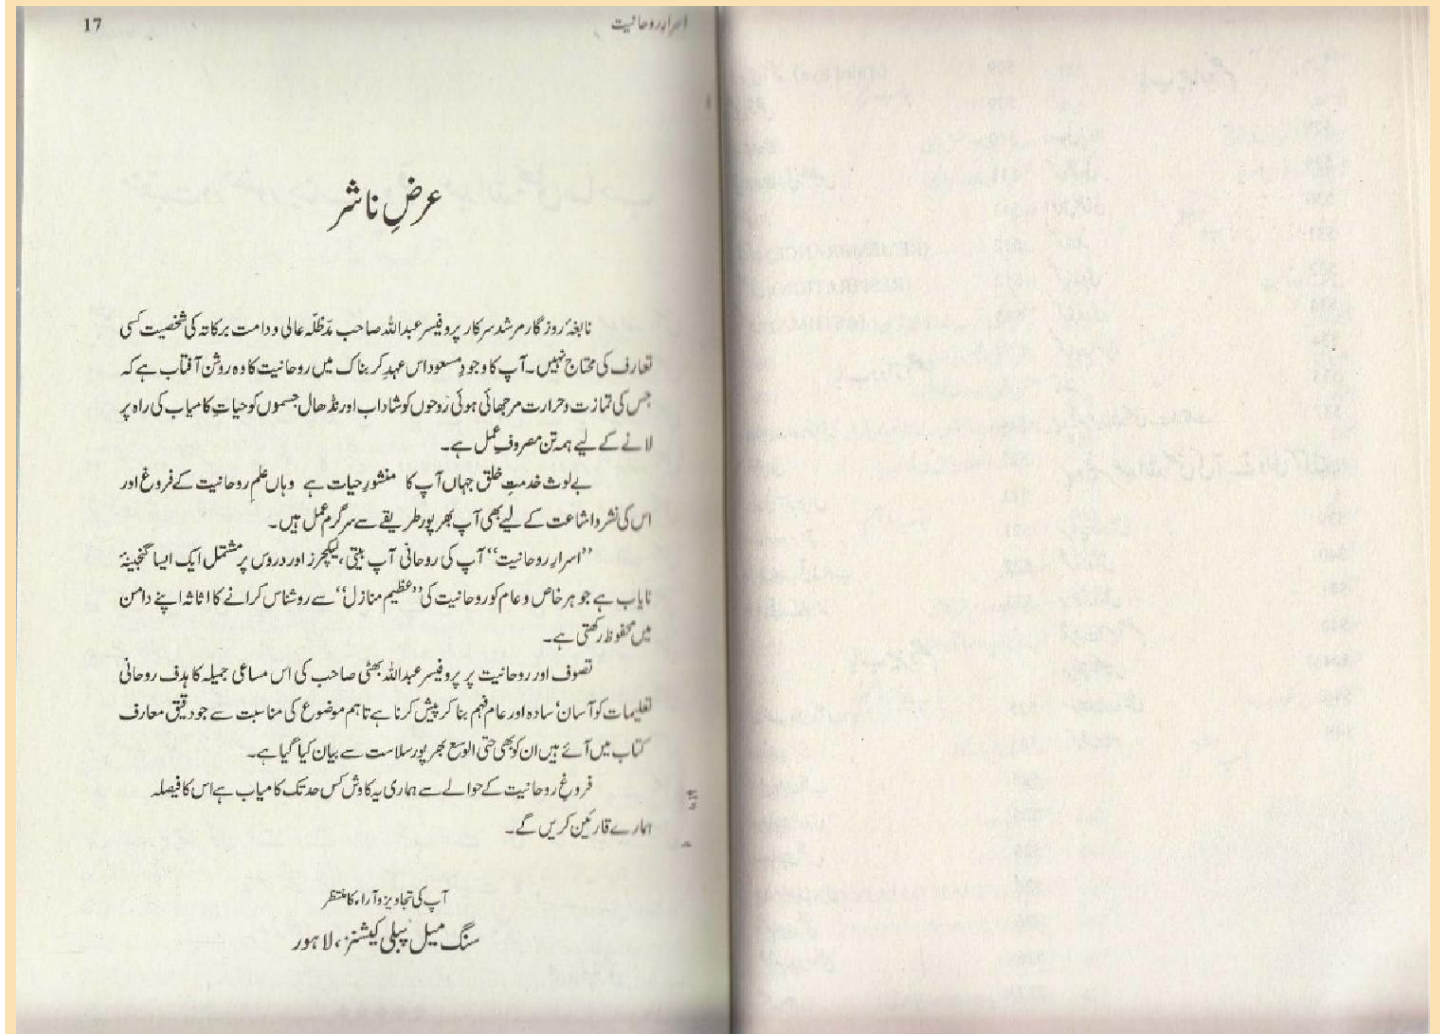 اسرارِ روحانیت
17
عرضِ ناشر
نابغۂ روزگار مرشد سرکار پروفیسر عبداللہ صاحب مدّظلّہ عالی و دامت برکاتہ کی شخصیت کسی
تعارف کی محتاج نہیں۔ آپ کا وجودِ مسعود اس عہدِ کربناک میں روحانیت کا وہ روشن آفتاب ہے کہ
جس کی تمازت و حرارت مرجھائی ہوئی رُوحوں کو شاداب اور نڈھال جسموں کو حیاتِ کامیاب کی راہ پر
لانے کے لیے ہمہ تن مصروفِ عمل ہے۔
بے لوث خدمتِ خلق جہاں آپ کا منشورِ حیات ہے وہاں علمِ روحانیت کے فروغ اور
اس کی نشر و اشاعت کے لیے بھی آپ بھرپور طریقے سے سرگرم عمل ہیں۔
’’اسرارِ روحانیت‘‘ آپ کی روحانی آپ بیتی، لیکچرز اور دروس پر مشتمل ایک ایسا گنجینۂ
نایاب ہے جو ہر خاص و عام کو روحانیت کی ’’عظیم منازل‘‘ سے روشناس کرانے کا اثاثہ اپنے دامن
میں محفوظ رکھتی ہے۔
تصوف اور روحانیت پر پروفیسر عبداللہ بھٹی صاحب کی اس مساعیٔ جمیلہ کا ہدف روحانی
تعلیمات کو آسان‘ سادہ اور عام فہم بنا کر پیش کرنا ہے تاہم موضوع کی مناسبت سے جو دقیق معارف
کتاب میں آئے ہیں ان کو بھی حتی الوسع بھرپور سلاست سے بیان کیا گیا ہے۔
فروغِ روحانیت کے حوالے سے ہماری یہ کاوش کس حد تک کامیاب ہے اس کا فیصلہ
ہمارے قارئین کریں گے۔
آپ کی تجاویز و آراء کا منتظر
سنگ میل پبلی کیشنز، لاہور